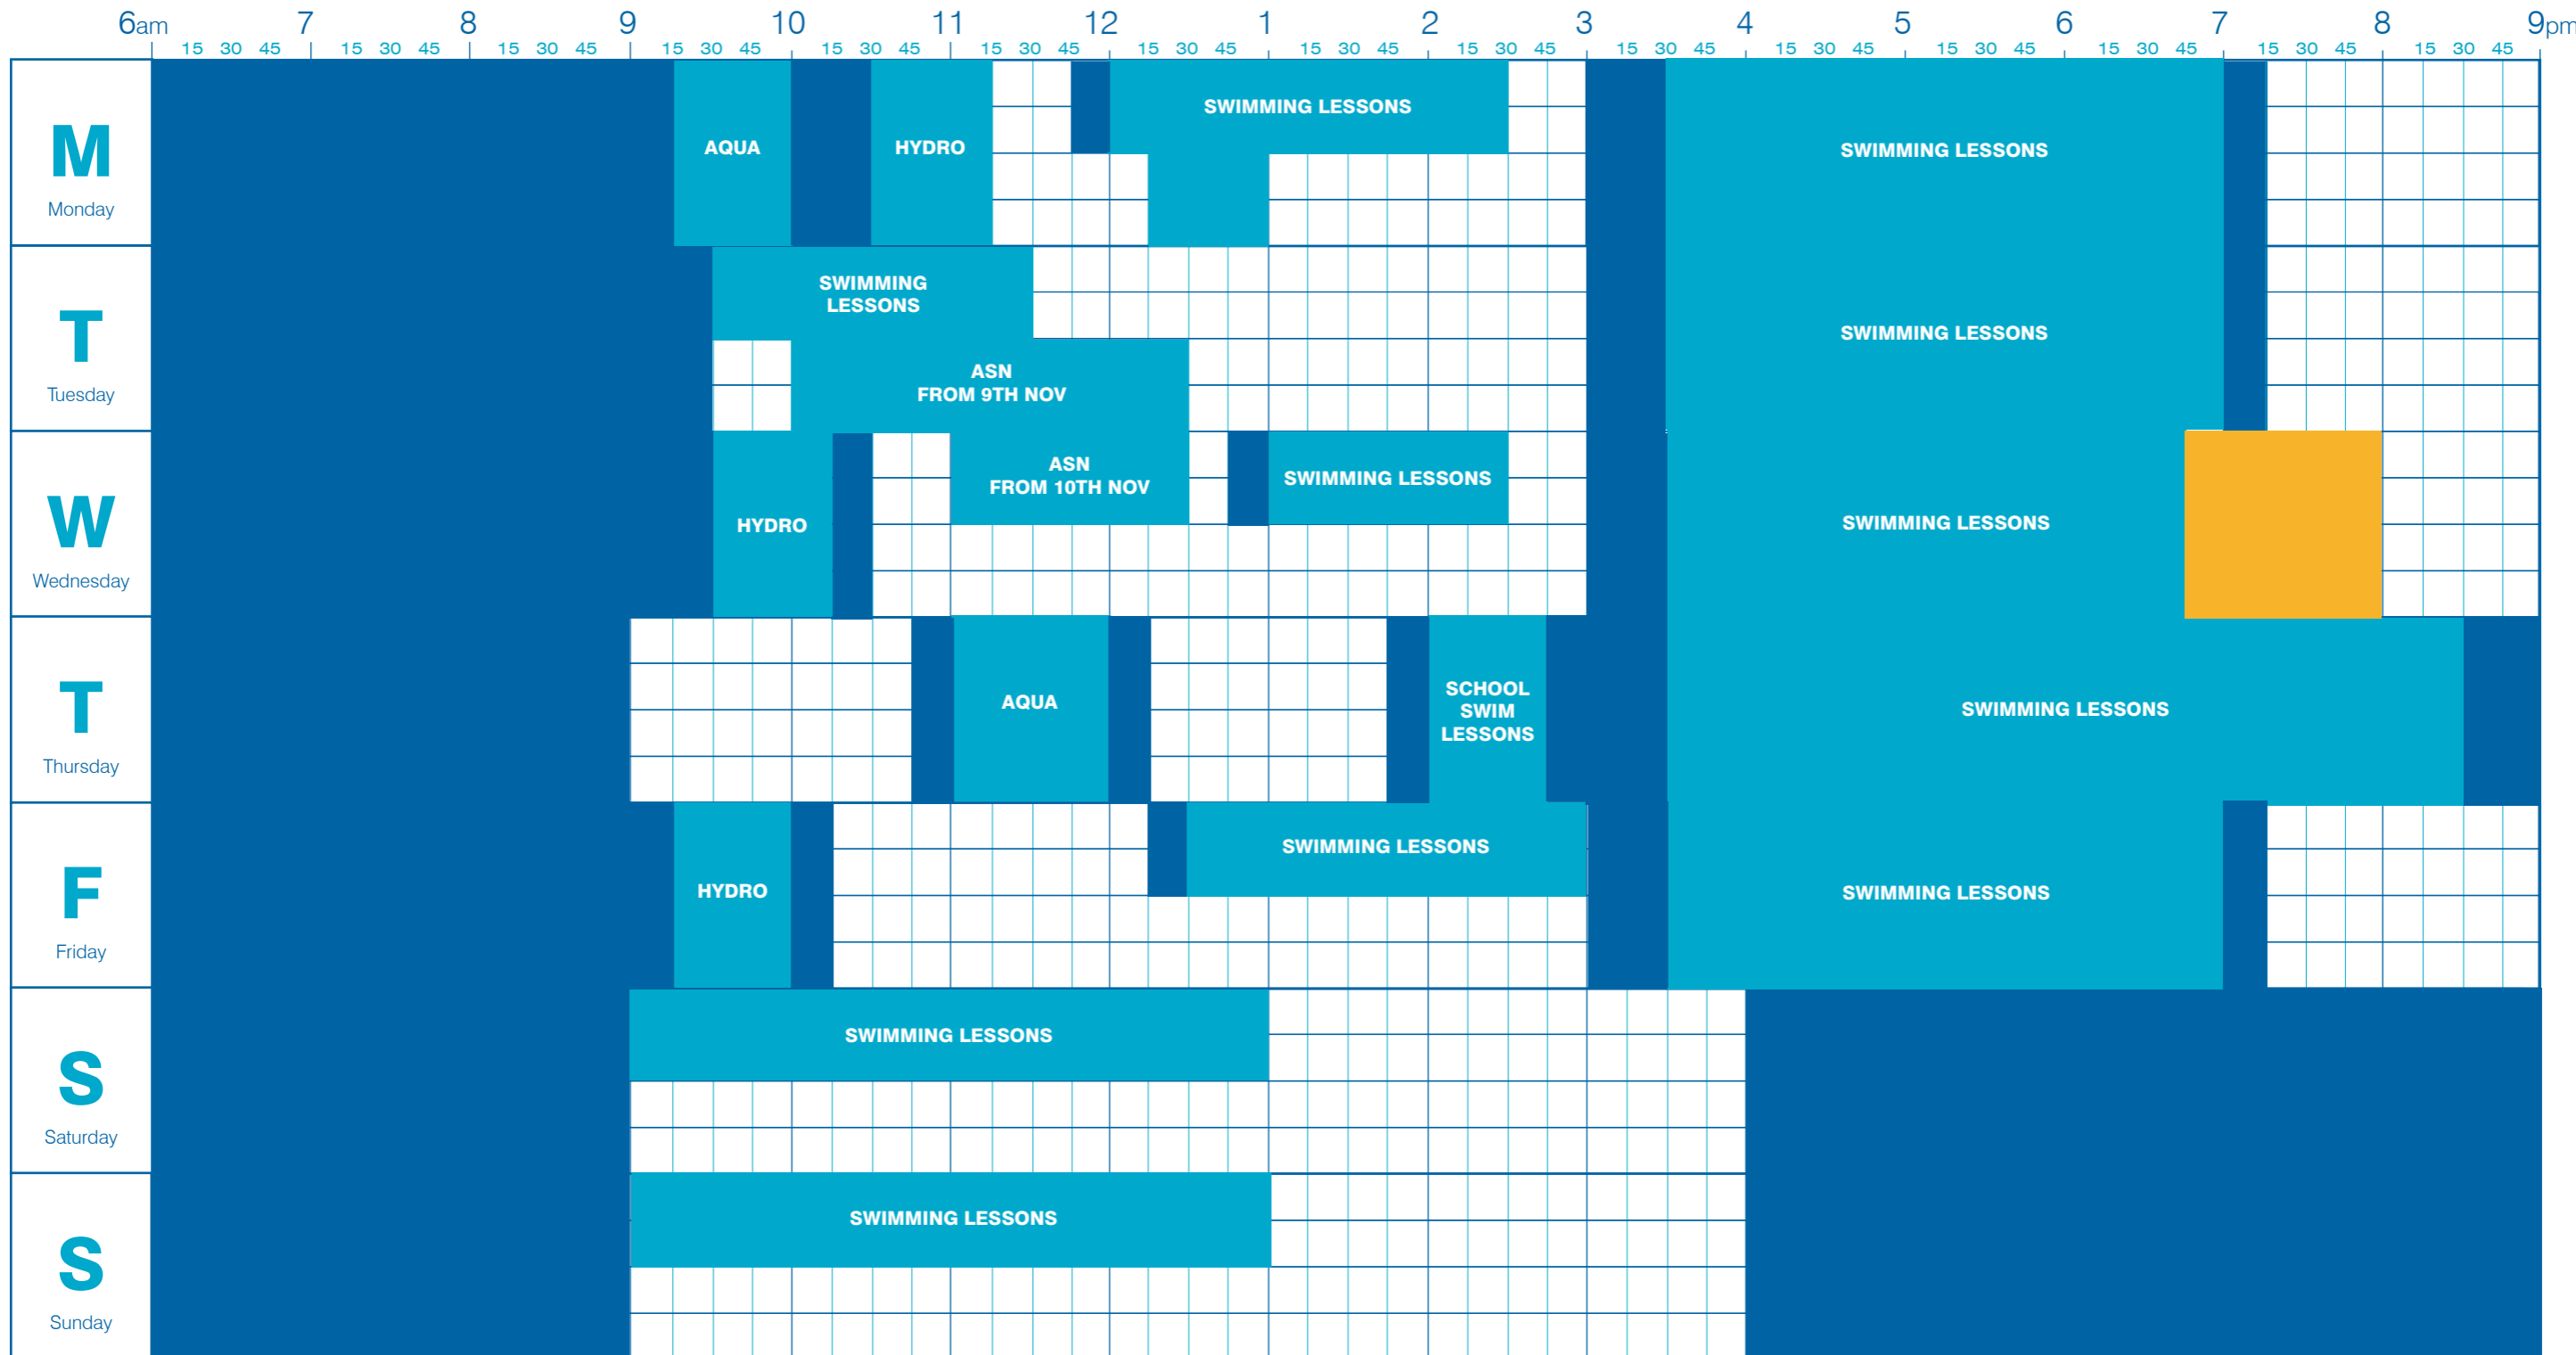 6am 7 8 9 10 11 12 1 2 3 4 5 6 7 8 9pm
15 30 45 15 30 45 15 30 45 15 30 45 15 30 45 15 30 45 15 30 45 15 30 45 15 30 45 15 30 45 15 30 45 15 30 45 15 30 45 15 30 45 15 30 45
M
Monday
AQUA
HYDRO
SWIMMING LESSONS
SWIMMING LESSONS
T
Tuesday
SWIMMING
LESSONS
ASN
FROM 9TH NOV
SWIMMING LESSONS
W
Wednesday
HYDRO
ASN
FROM 10TH NOV
SWIMMING LESSONS
SWIMMING LESSONS
T
Thursday
AQUA
SCHOOL
SWIM
LESSONS
SWIMMING LESSONS
F
Friday
HYDRO
SWIMMING LESSONS
SWIMMING LESSONS
S
Saturday
SWIMMING LESSONS
S
Sunday
SWIMMING LESSONS